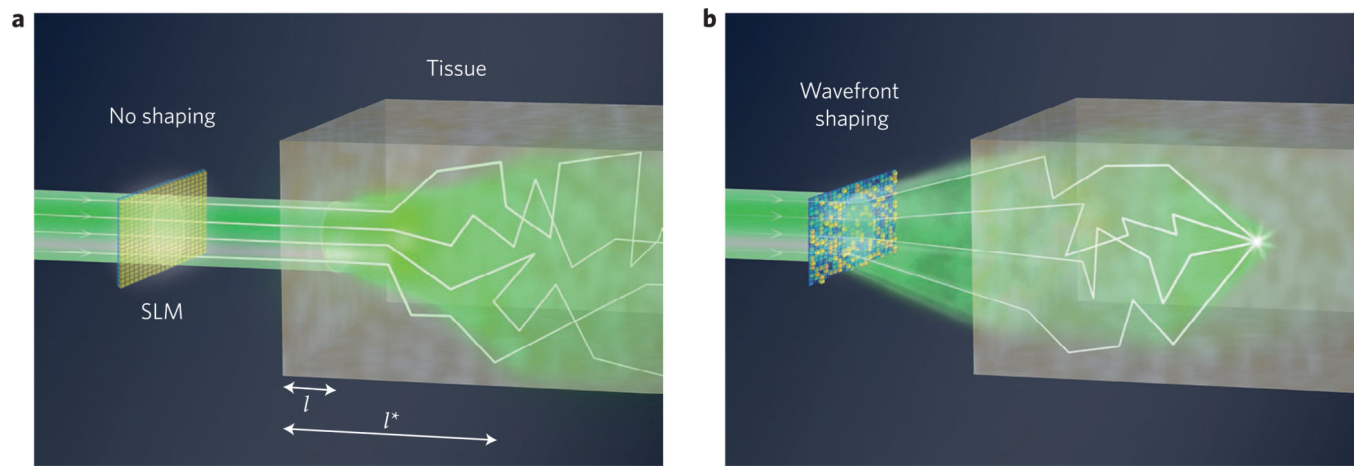 a
Tissue
No shaping
SLM
l
l*
b
Wavefront
shaping